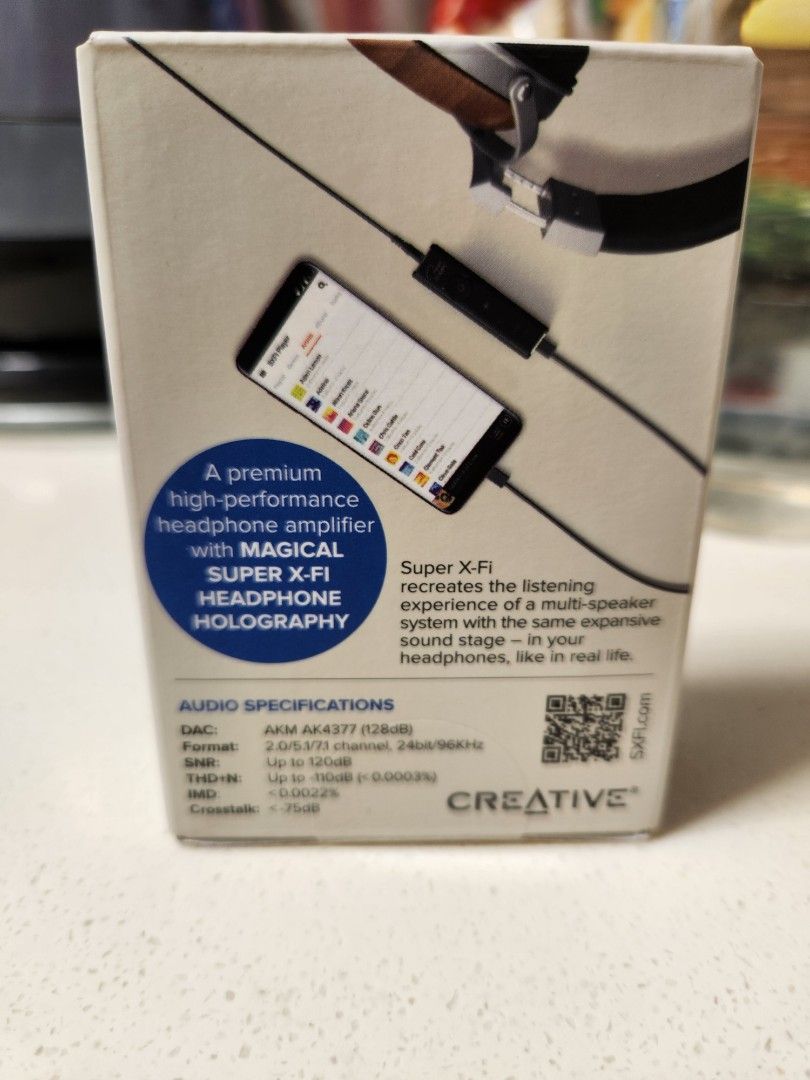 SXFI Player
A premium
high-performance
headphone amplifier
with MAGICAL
SUPER X-FI
HEADPHONE
HOLOGRAPHY
Super X-Fi
recreates the listening
experience of a multi-speaker
system with the same expansive
sound stage – in your
headphones, like in real life.
AUDIO SPECIFICATIONS
DAC: AKM AK4377 (128dB)
Format: 2.0/5.1/7.1 channel, 24bit/96KHz
SNR: Up to 120dB
THD+N: Up to -110dB (< 0.0003%)
IMD: <0.0022%
Crosstalk: < -75dB
SXFI.com
CREATIVE®